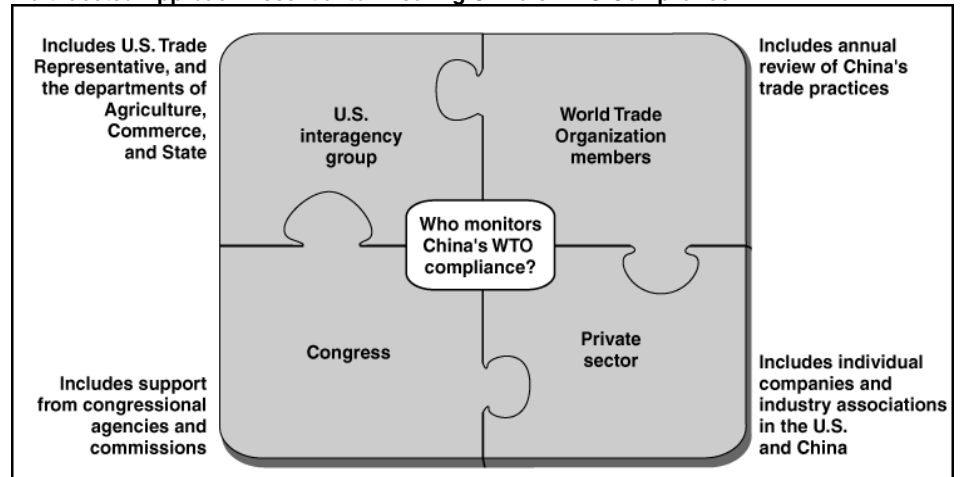 Includes U.S. Trade
Representative, and
the departments of
Agriculture,
Commerce,
and State
U.S.
interagency
group
World Trade
Organization
members
Includes annual
review of China's
trade practices
Who monitors
China's WTO
compliance?
Congress
Private
sector
Includes support
from congressional
agencies and
commissions
Includes individual
companies and
industry associations
in the U.S.
and China